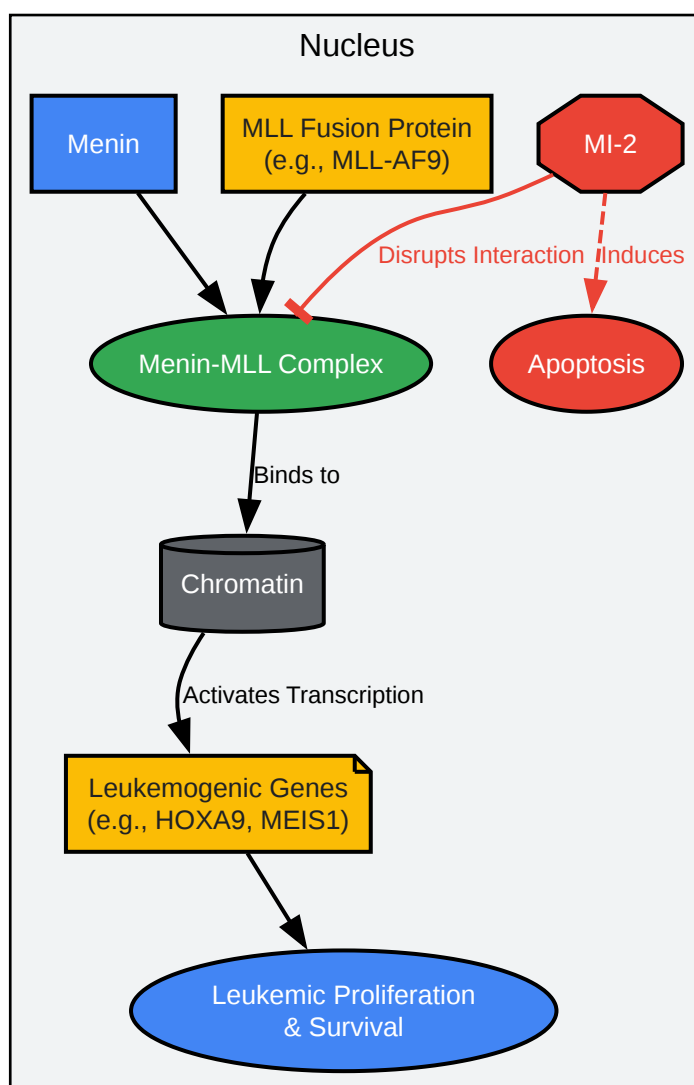 Nucleus
Menin
MLL Fusion Protein
(e.g., MLL-AF9)
MI-2
Disrupts Interaction
Induces
Menin-MLL Complex
Apoptosis
Binds to
Chromatin
Activates Transcription
Leukemogenic Genes
(e.g., HOXA9, MEIS1)
Leukemic Proliferation
& Survival